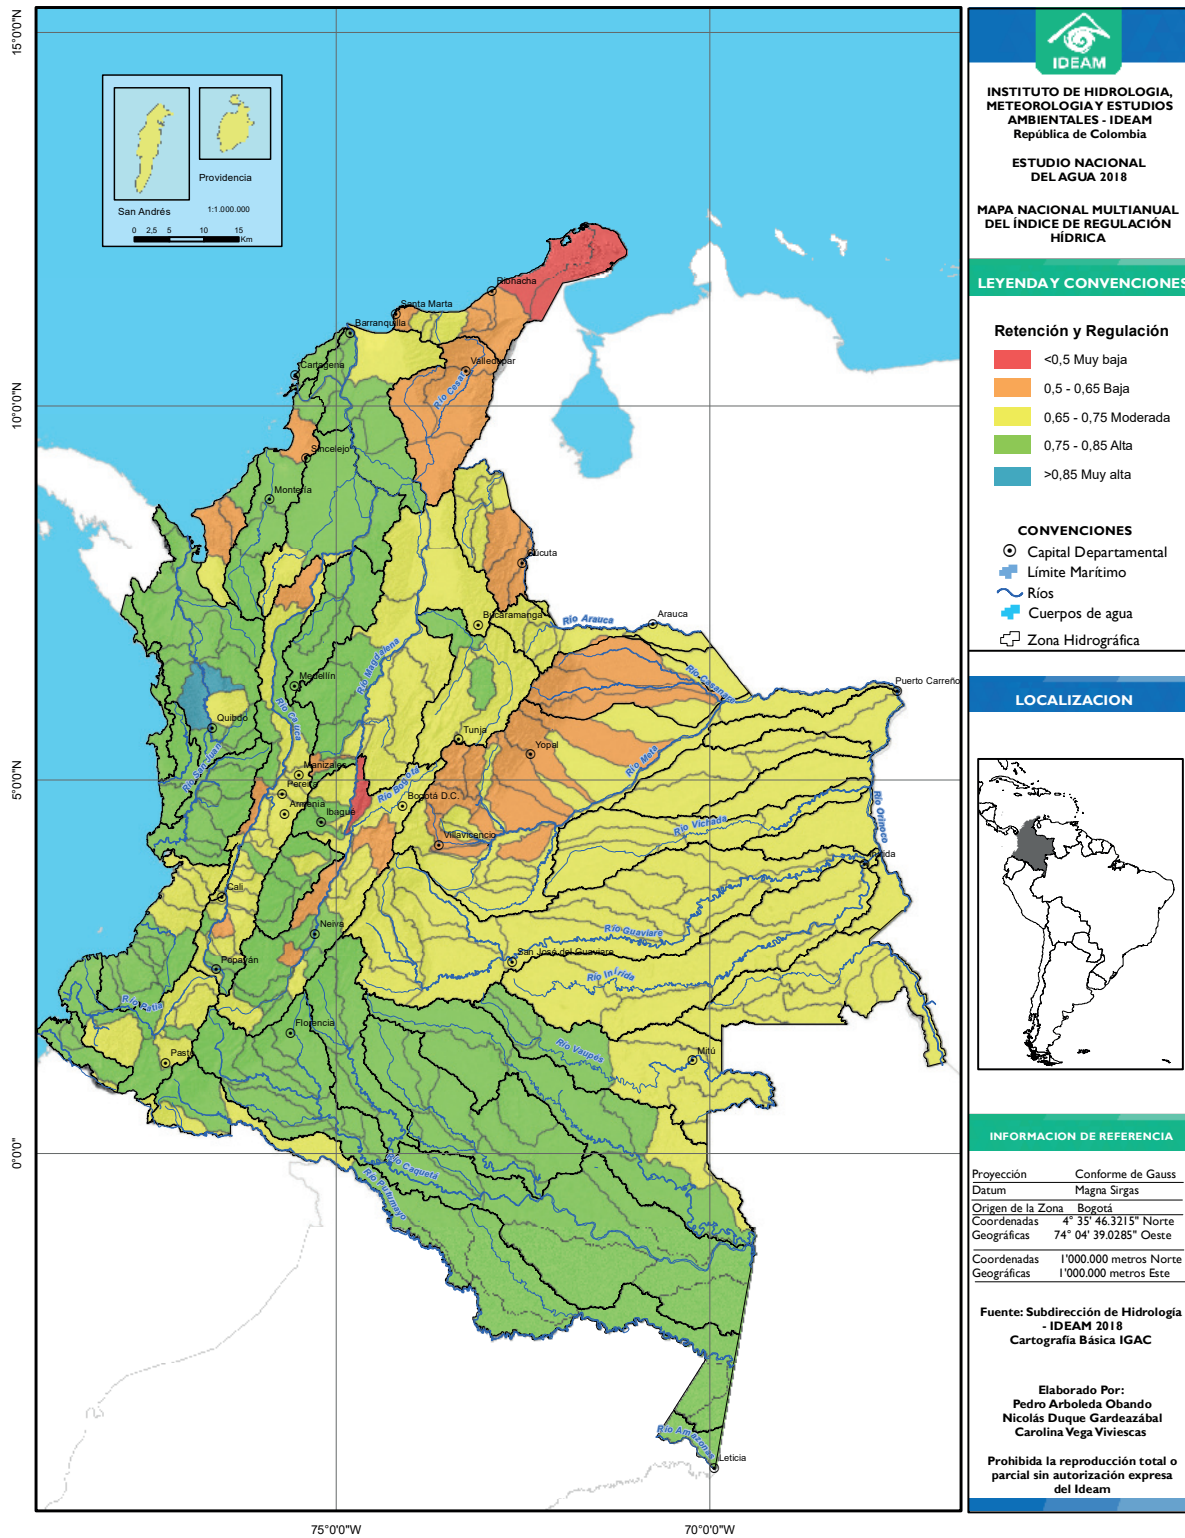 15°0'0"N
10°0'0"N
5°0'0"N
0°0'0"
75°0'0"W
70°0'0"W
San Andrés
Providencia
1:1.000.000
0 2,5 5 10 15
Km
Riohacha
Santa Marta
Barranquilla
Cartagena
Valledupar
Río Cesar
Sincelejo
Montería
Cúcuta
Bucaramanga
Río Arauca
Arauca
Río Magdalena
Medellín
Río Casanare
Puerto Carreño
Quibdo
Río Cauca
Tunja
Yopal
Río San Juan
Manizales
Río Meta
Pereira
Río Bogotá
Bogotá D.C.
Armenia
Ibagué
Río Vichada
Río Orinoco
Villavicencio
Inírida
Cali
Neiva
Río Guaviare
San José del Guaviare
Popayán
Río Inírida
Río Patía
Florencia
Río Vaupés
Mitú
Pasto
Río Caquetá
Río Putumayo
Río Amazonas
Leticia
IDEAM
INSTITUTO DE HIDROLOGIA,
METEOROLOGIA Y ESTUDIOS
AMBIENTALES - IDEAM
República de Colombia
ESTUDIO NACIONAL
DEL AGUA 2018
MAPA NACIONAL MULTIANUAL
DEL ÍNDICE DE REGULACIÓN
HÍDRICA
LEYENDA Y CONVENCIONES
Retención y Regulación
<0,5 Muy baja
0,5 - 0,65 Baja
0,65 - 0,75 Moderada
0,75 - 0,85 Alta
>0,85 Muy alta
CONVENCIONES
Capital Departamental
Límite Marítimo
Ríos
Cuerpos de agua
Zona Hidrográfica
LOCALIZACION
INFORMACION DE REFERENCIA
Proyección Conforme de Gauss
Datum Magna Sirgas
Origen de la Zona Bogotá
Coordenadas 4° 35' 46.3215" Norte
Geográficas 74° 04' 39.0285" Oeste
Coordenadas 1'000.000 metros Norte
Geográficas 1'000.000 metros Este
Fuente: Subdirección de Hidrología
- IDEAM 2018
Cartografía Básica IGAC
Elaborado Por:
Pedro Arboleda Obando
Nicolás Duque Gardeazábal
Carolina Vega Viviescas
Prohibida la reproducción total o
parcial sin autorización expresa
del Ideam